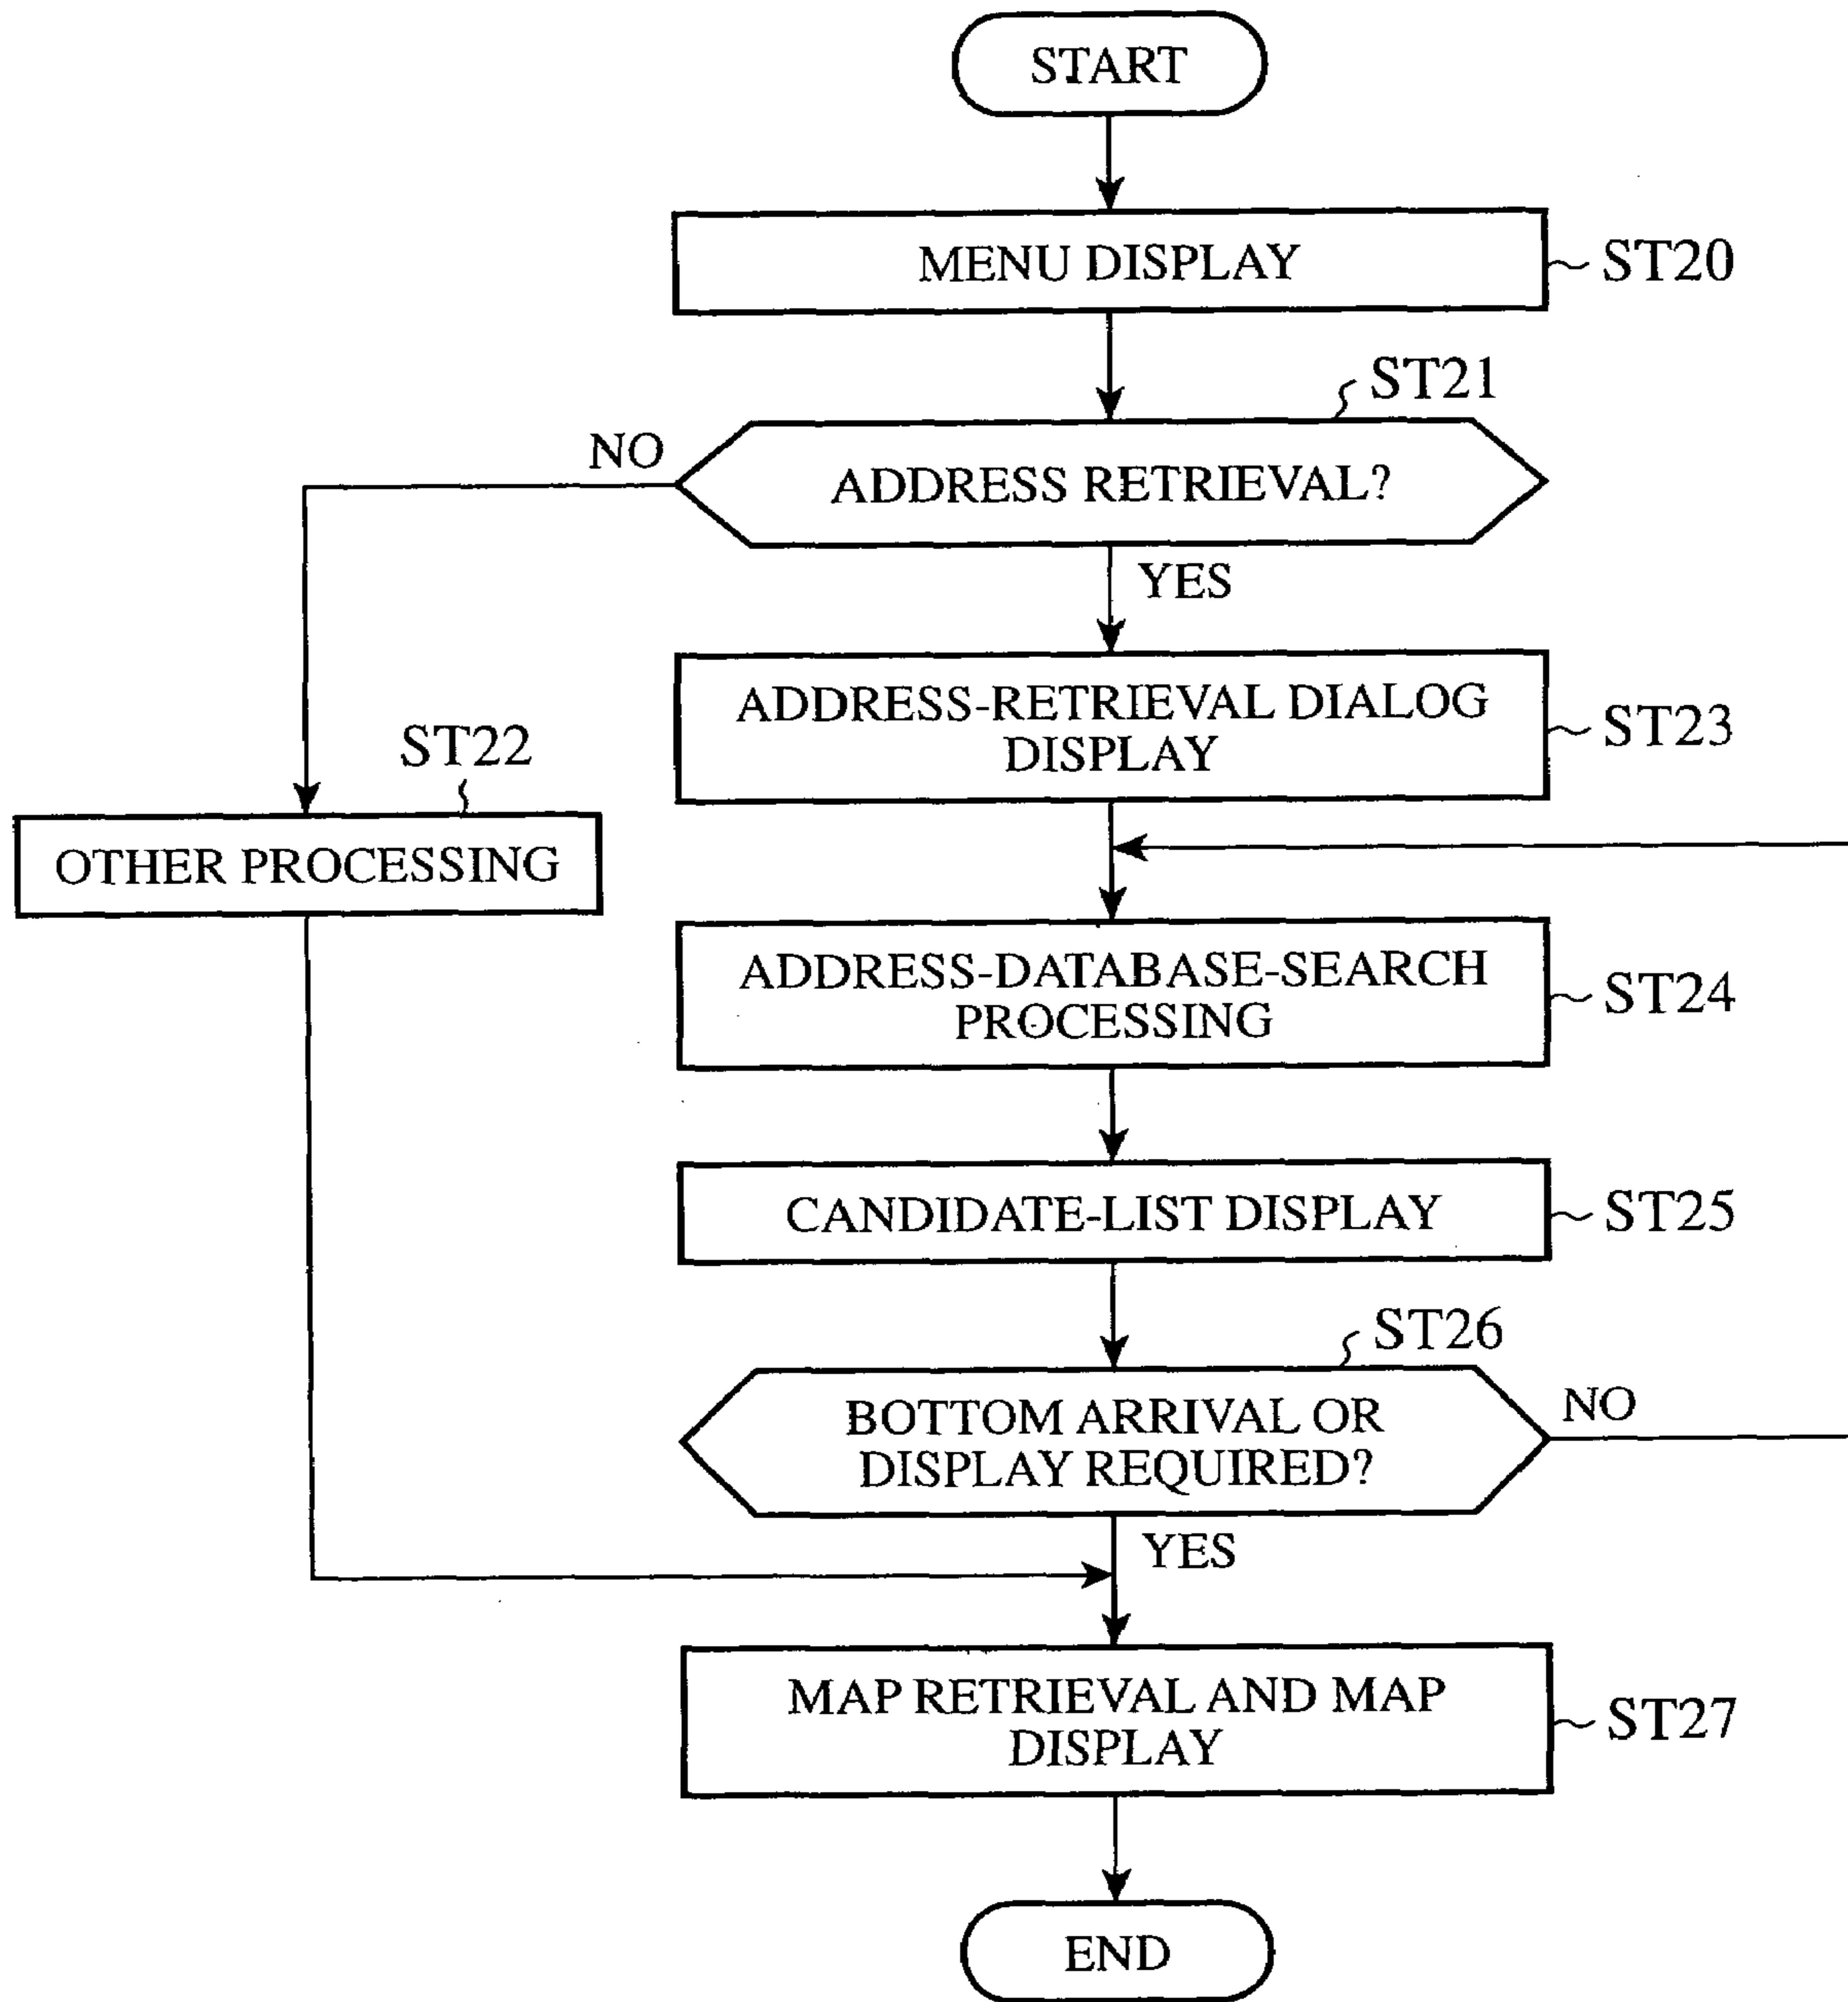 START
MENU DISPLAY
ST20
ST21
NO
ADDRESS RETRIEVAL?
YES
ADDRESS-RETRIEVAL DIALOG
DISPLAY
ST23
ST22
OTHER PROCESSING
ADDRESS-DATABASE-SEARCH
PROCESSING
ST24
CANDIDATE-LIST DISPLAY
ST25
ST26
BOTTOM ARRIVAL OR
DISPLAY REQUIRED?
NO
YES
MAP RETRIEVAL AND MAP
DISPLAY
ST27
END